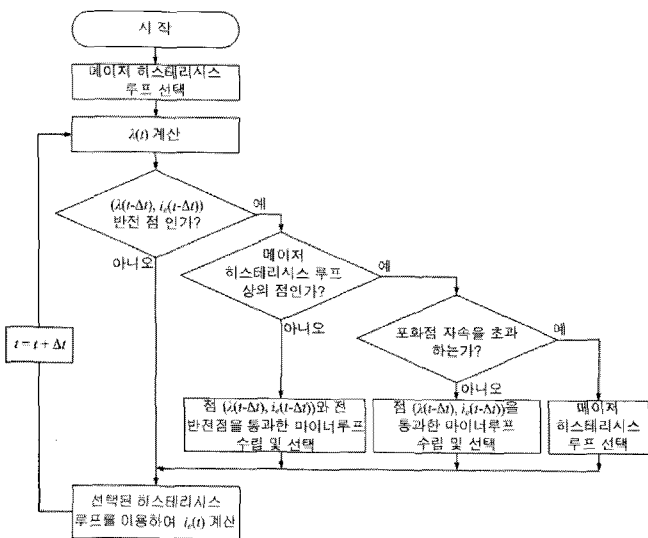 시 작
메이저 히스테리시스
루프 선택
λ(t) 계산
(λ(t-Δt), i_c(t-Δt))
반전 점 인가?
예
아니오
메이저
히스테리시스 루프
상의 점인가?
예
아니오
포화점 자속을 초과
하는가?
예
아니오
t = t + Δt
점 (λ(t-Δt), i_c(t-Δt))와 전
반전점을 통과한 마이너루프
수립 및 선택
점 (λ(t-Δt), i_c(t-Δt))을
통과한 마이너루프
수립 및 선택
메이저
히스테리시스
루프 선택
선택된 히스테리시스
루프를 이용하여 i_c(t) 계산